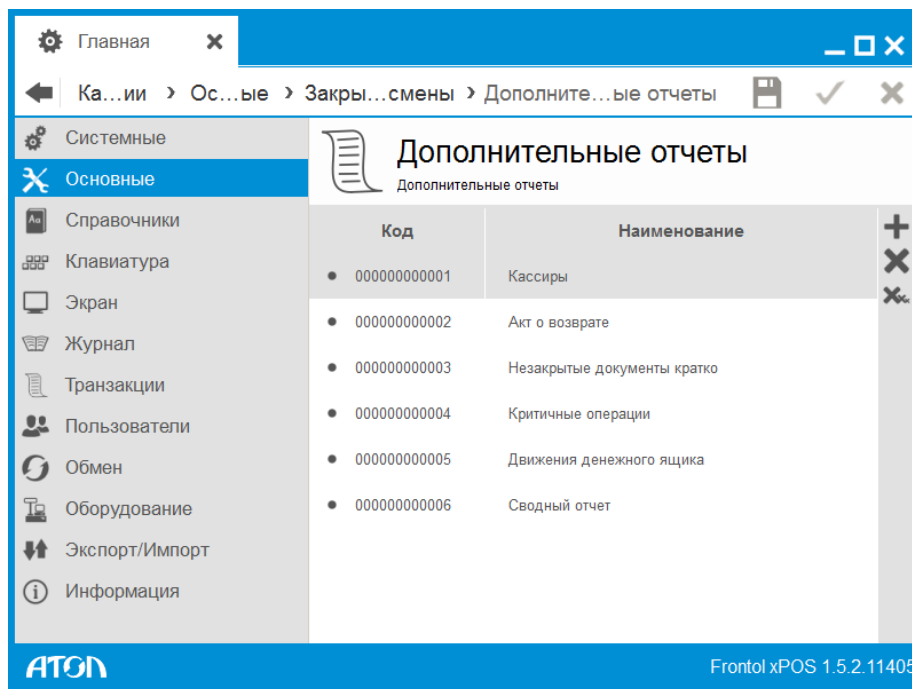 Главная
Ка...ии › Ос...ые › Закры...смены › Дополните...ые отчеты
Системные
Основные
Справочники
Клавиатура
Экран
Журнал
Транзакции
Пользователи
Обмен
Оборудование
Экспорт/Импорт
Информация
Дополнительные отчеты
Дополнительные отчеты
Код Наименование
000000000001 Кассиры
000000000002 Акт о возврате
000000000003 Незакрытые документы кратко
000000000004 Критичные операции
000000000005 Движения денежного ящика
000000000006 Сводный отчет
АТОЛ Frontol xPOS 1.5.2.11405